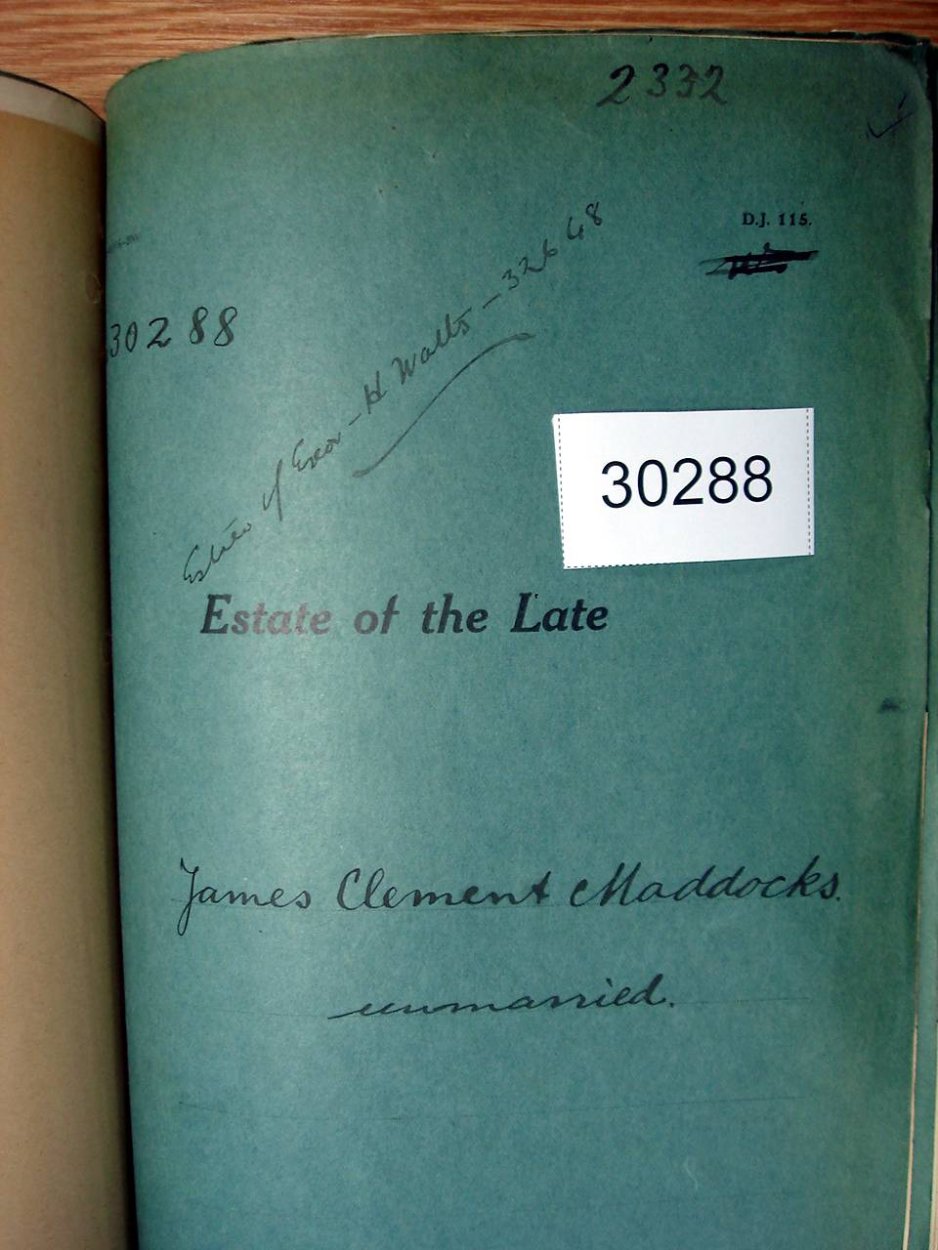 2332
D.J. 115.
30288
Estate of Exor - H Watts - 32648
30288
Estate of the Late
James Clement Maddocks.
unmarried.